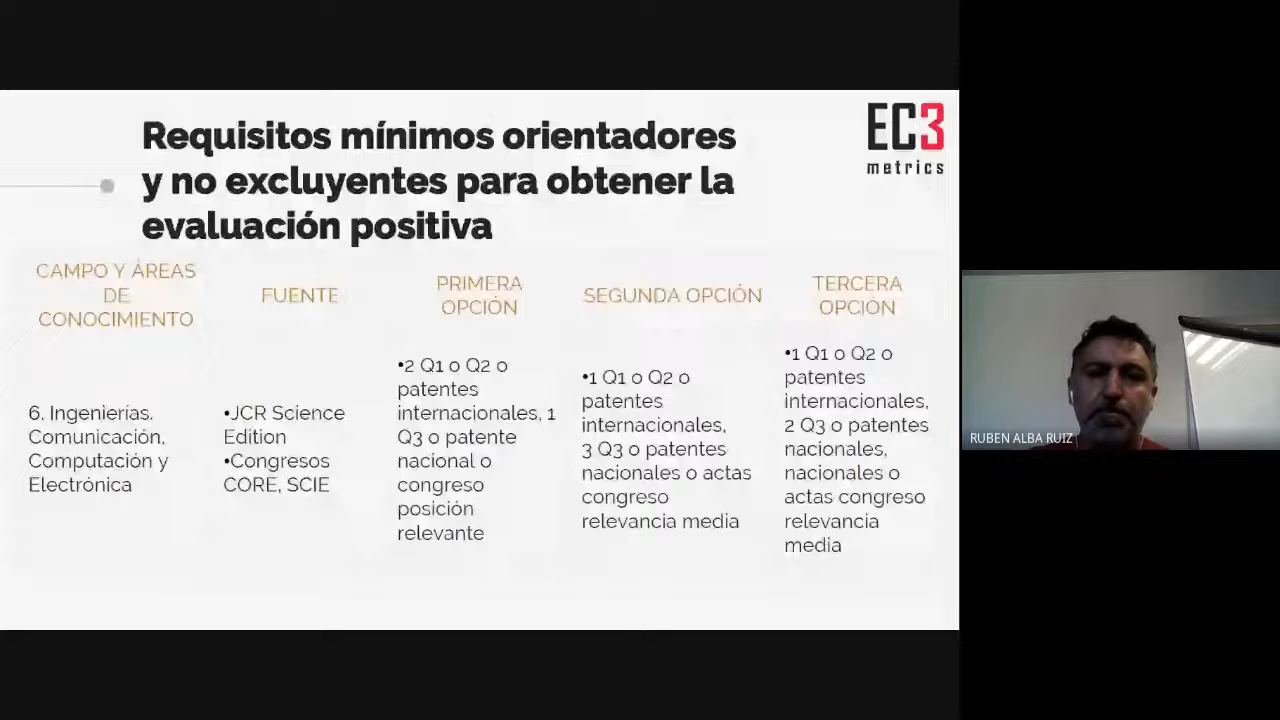 Requisitos mínimos orientadores
y no excluyentes para obtener la
evaluación positiva
EC3
metrics
CAMPO Y ÁREAS
DE
CONOCIMIENTO
FUENTE
PRIMERA
OPCIÓN
SEGUNDA OPCIÓN
TERCERA
OPCIÓN
6. Ingenierías.
Comunicación,
Computación y
Electrónica
•JCR Science
Edition
•Congresos
CORE, SCIE
•2 Q1 o Q2 o
patentes
internacionales, 1
Q3 o patente
nacional o
congreso
posición
relevante
•1 Q1 o Q2 o
patentes
internacionales,
3 Q3 o patentes
nacionales o actas
congreso
relevancia media
•1 Q1 o Q2 o
patentes
internacionales,
2 Q3 o patentes
nacionales,
nacionales o
actas congreso
relevancia
media
RUBEN ALBA RUIZ